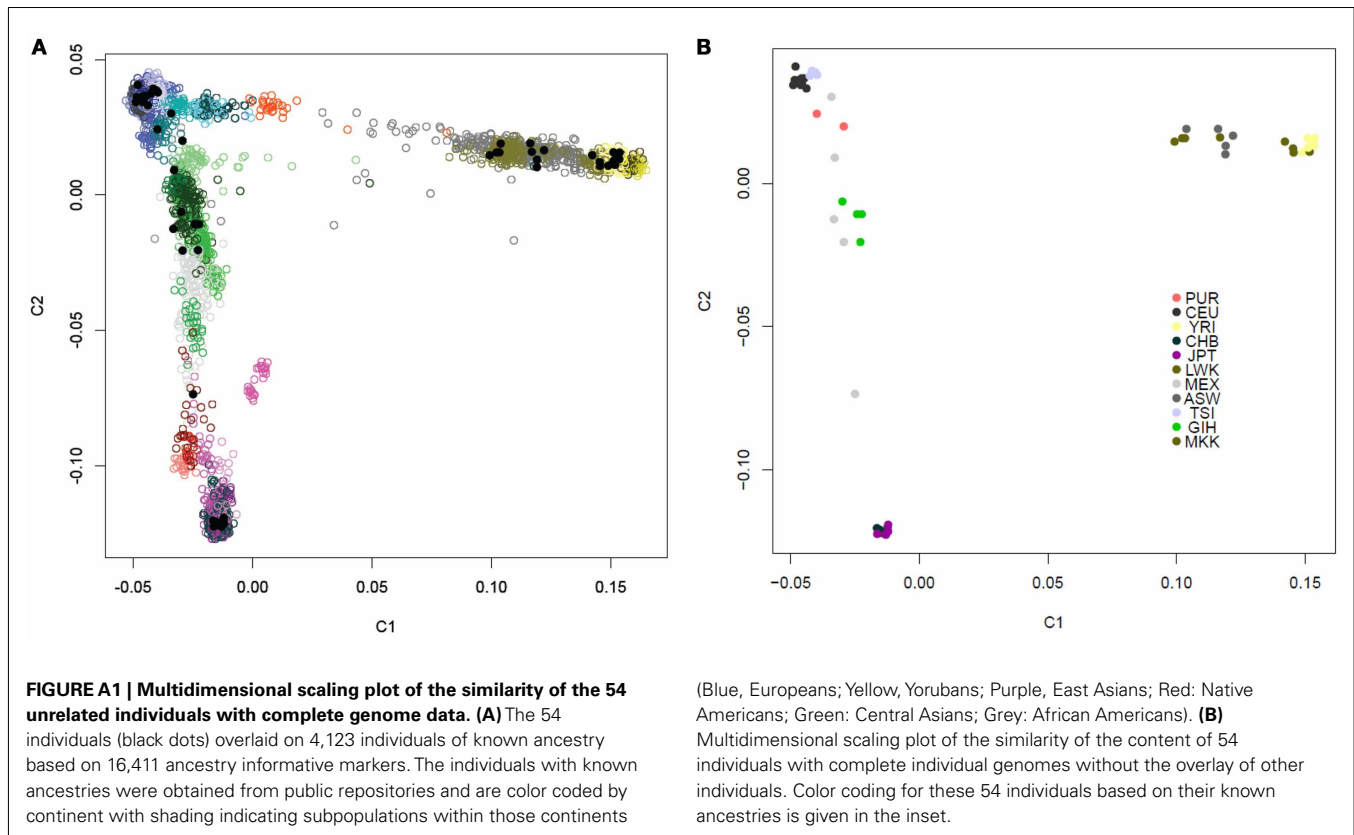 A
0.05
0.00
-0.05
-0.10
C2
-0.05
0.00
0.05
0.10
0.15
C1
B
0.00
−0.05
−0.10
C2
−0.05
0.00
0.05
0.10
0.15
C1
PUR
CEU
YRI
CHB
JPT
LWK
MEX
ASW
TSI
GIH
MKK
FIGURE A1 | Multidimensional scaling plot of the similarity of the 54
unrelated individuals with complete genome data. (A) The 54
individuals (black dots) overlaid on 4,123 individuals of known ancestry
based on 16,411 ancestry informative markers. The individuals with known
ancestries were obtained from public repositories and are color coded by
continent with shading indicating subpopulations within those continents
(Blue, Europeans; Yellow, Yorubans; Purple, East Asians; Red: Native
Americans; Green: Central Asians; Grey: African Americans). (B)
Multidimensional scaling plot of the similarity of the content of 54
individuals with complete individual genomes without the overlay of other
individuals. Color coding for these 54 individuals based on their known
ancestries is given in the inset.